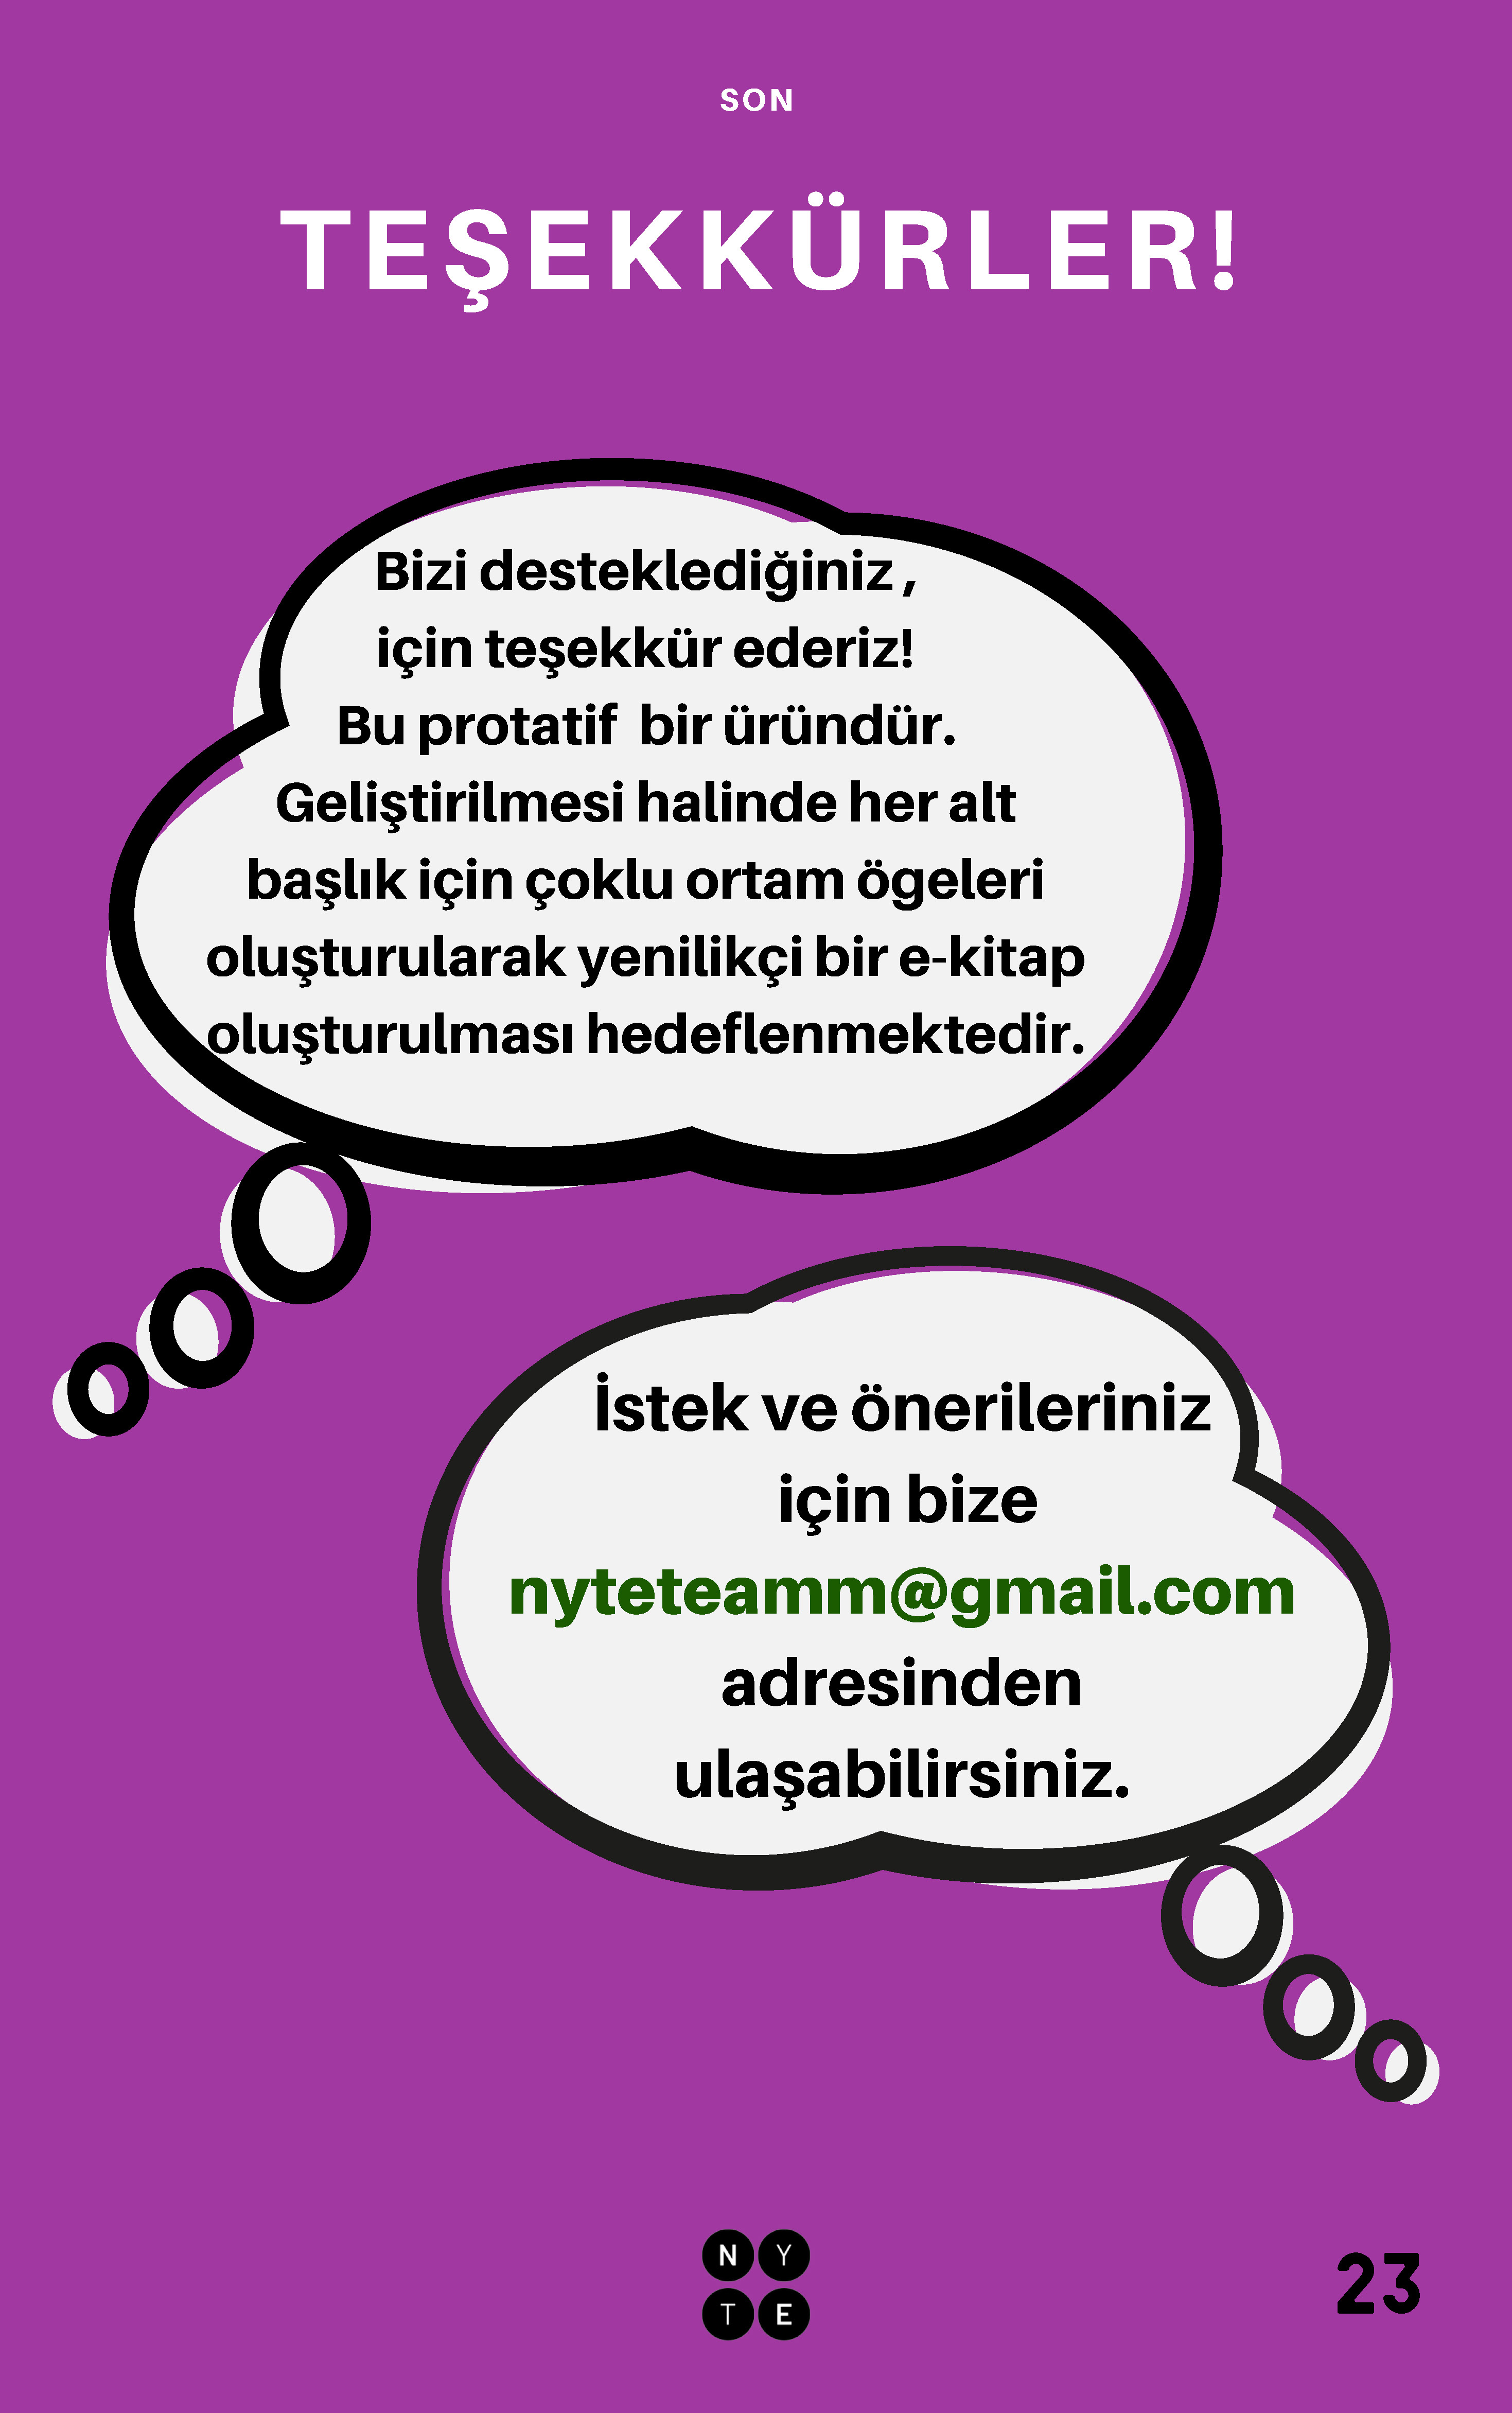 SON
TEŞEKKÜRLER!
Bizi desteklediğiniz ,
için teşekkür ederiz!
Bu protatif bir üründür.
Geliştirilmesi halinde her alt
başlık için çoklu ortam ögeleri
oluşturularak yenilikçi bir e-kitap
oluşturulması hedeflenmektedir.
İstek ve önerileriniz
için bize
nyteteamm@gmail.com
adresinden
ulaşabilirsiniz.
N Y
T E
23